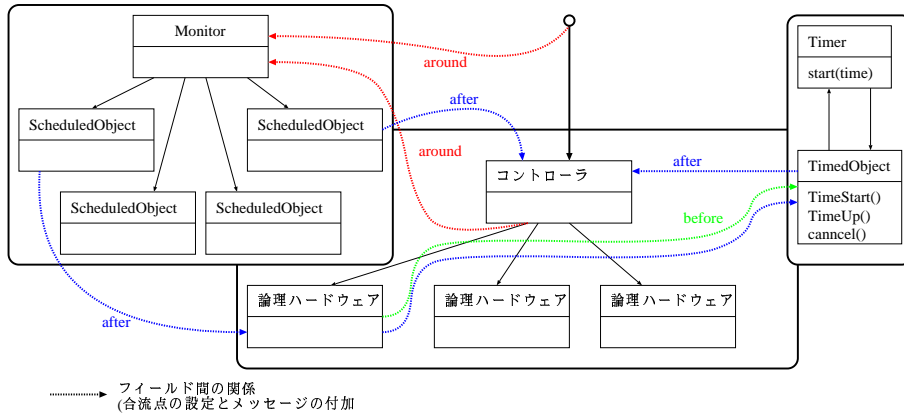 Monitor
around
Timer
start(time)
after
ScheduledObject
ScheduledObject
around
after
コントローラ
TimedObject
ScheduledObject
ScheduledObject
before
TimeStart()
TimeUp()
canncel()
論理ハードウェア
論理ハードウェア
論理ハードウェア
after
フィールド間の関係
(合流点の設定とメッセージの付加